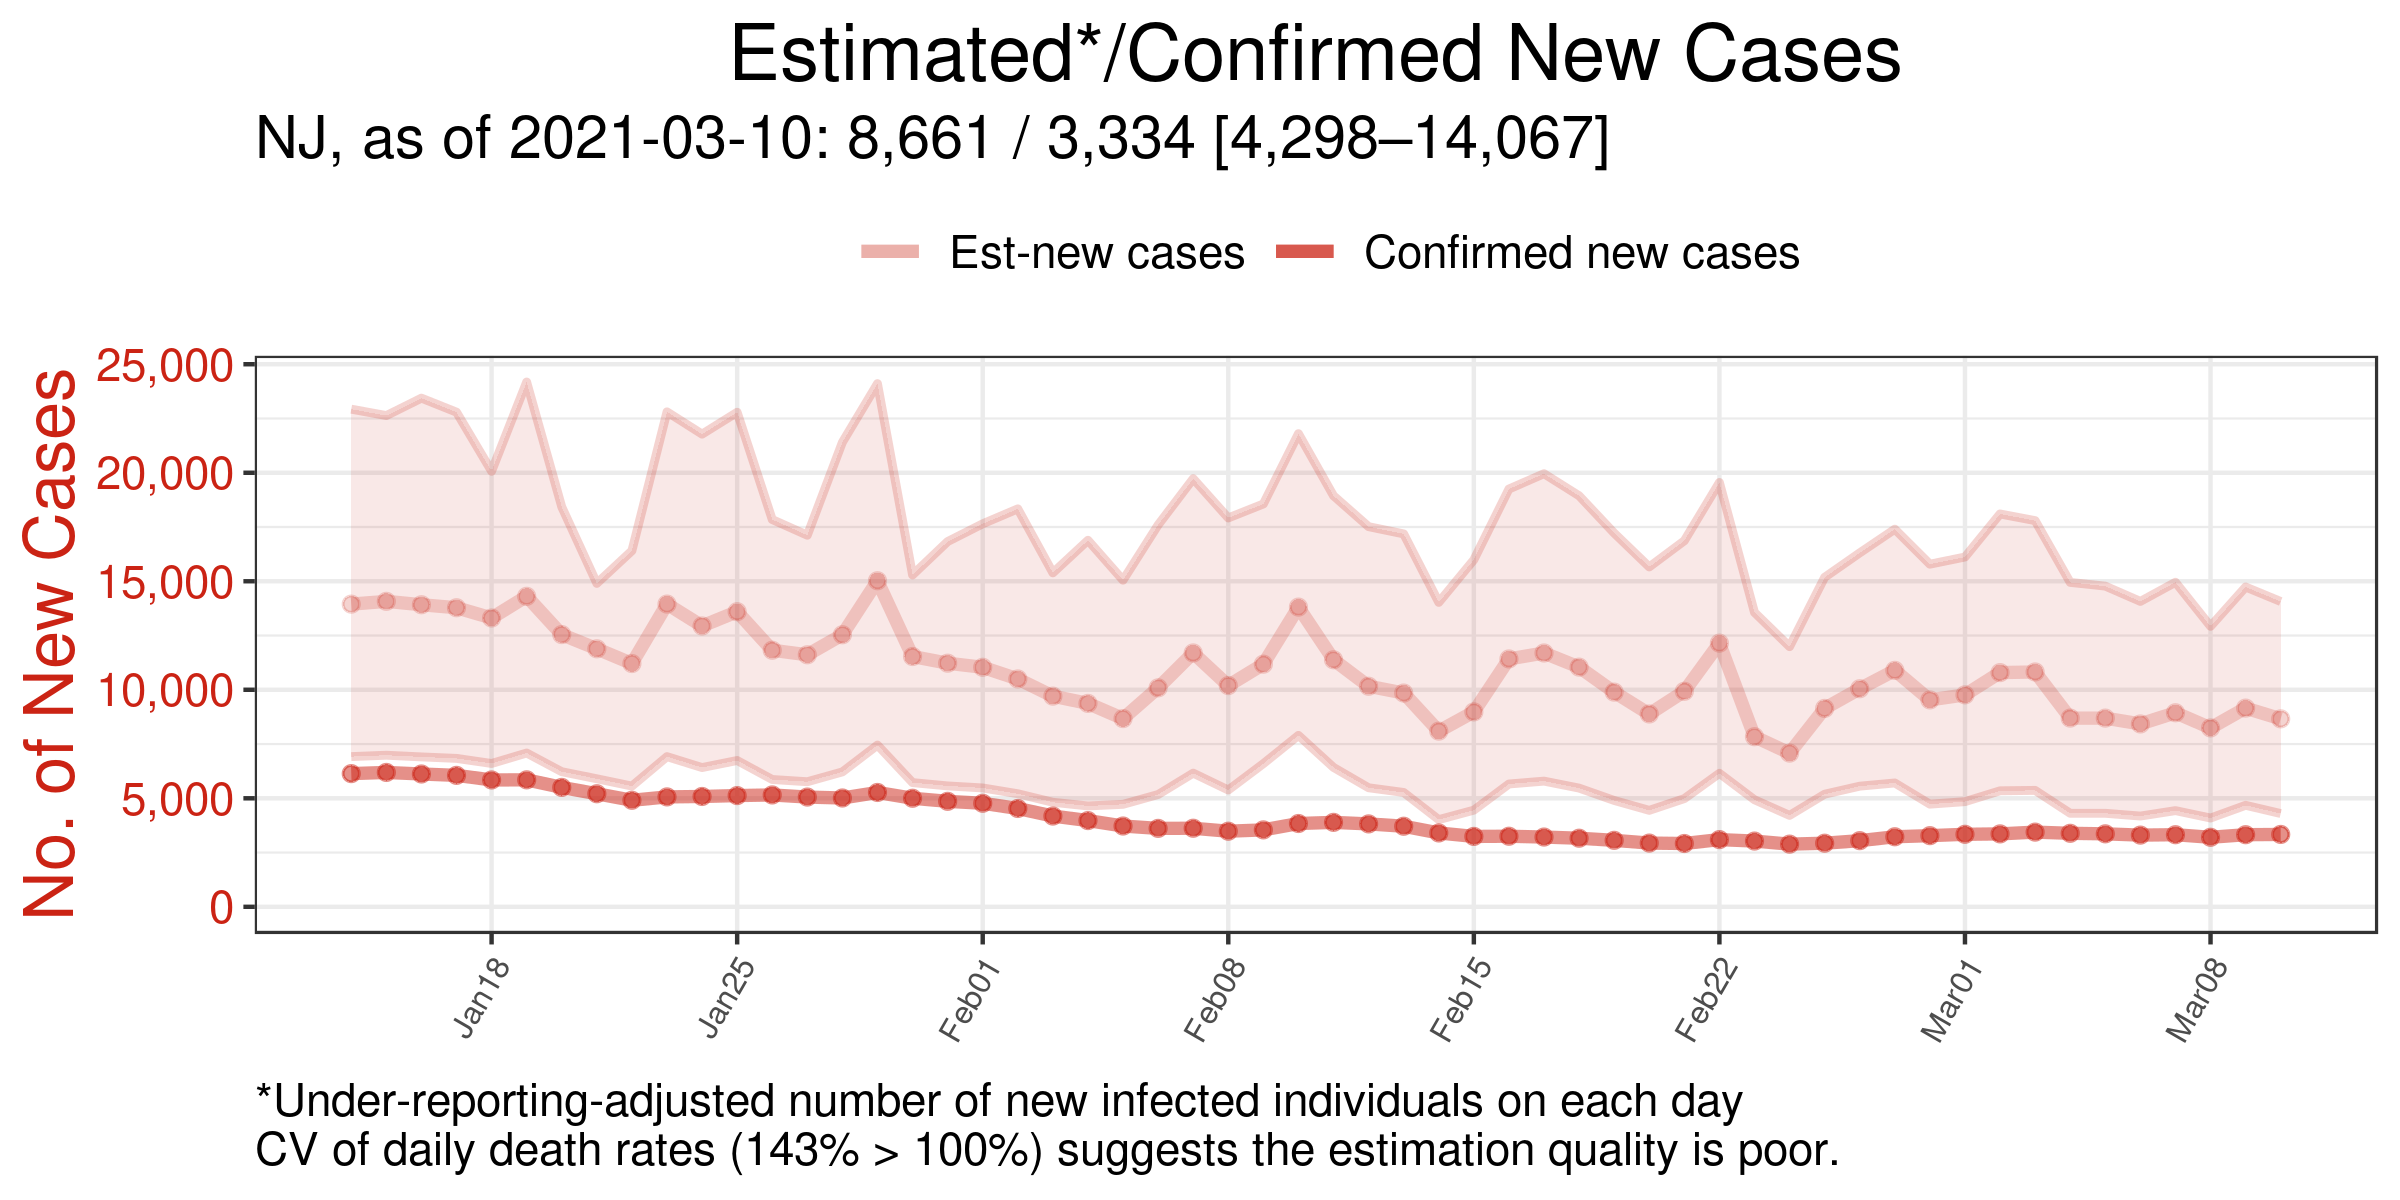 Estimated*/Confirmed New Cases
NJ, as of 2021-03-10: 8,661 / 3,334 [4,298–14,067]
Est-new cases
Confirmed new cases
No. of New Cases
25,000
20,000
15,000
10,000
5,000
0
Jan18
Jan25
Feb01
Feb08
Feb15
Feb22
Mar01
Mar08
*Under-reporting-adjusted number of new infected individuals on each day
CV of daily death rates (143% > 100%) suggests the estimation quality is poor.